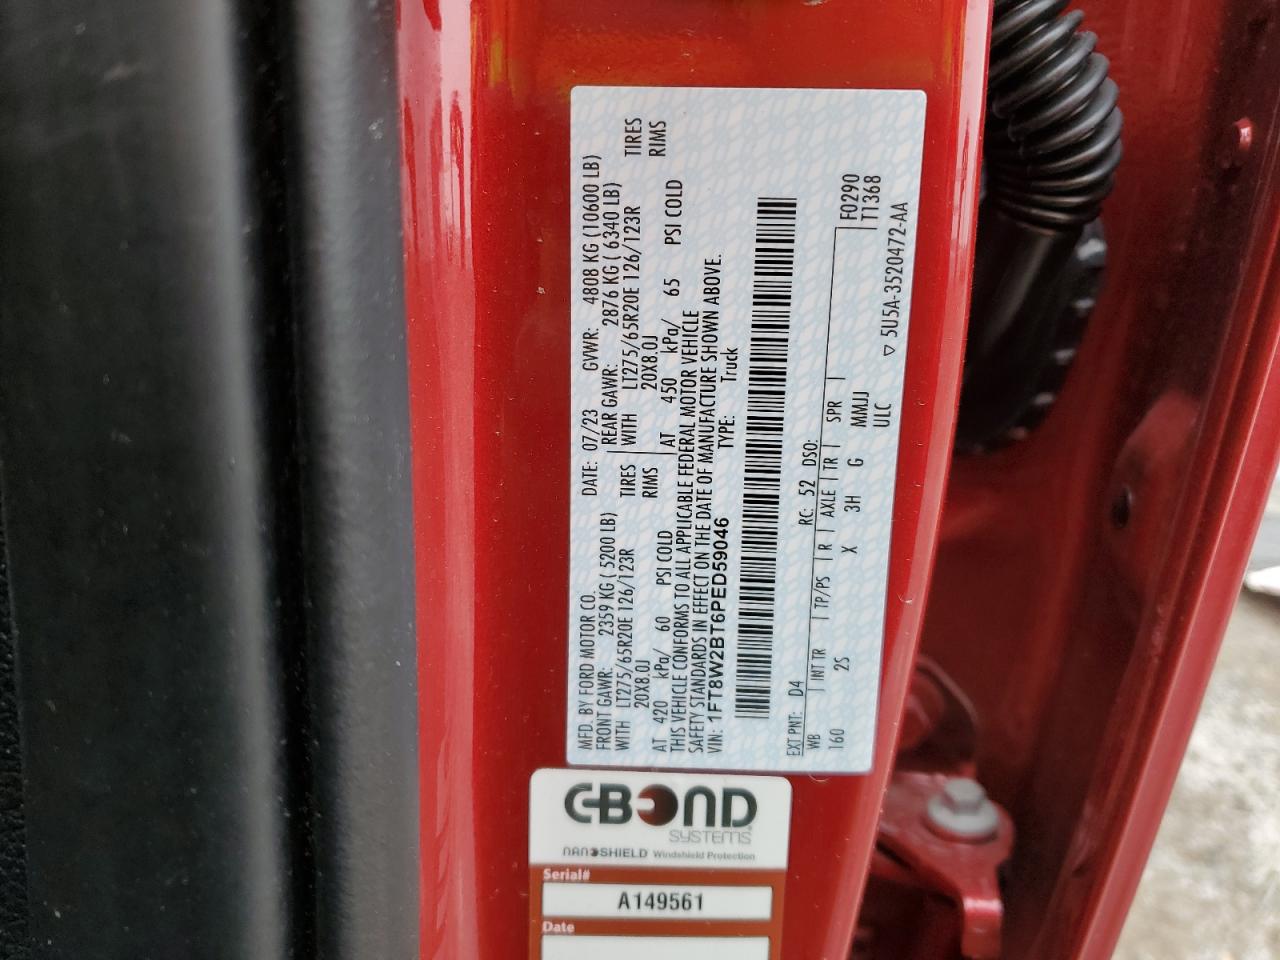 MFD. BY FORD MOTOR CO.
DATE: 07/23 GVWR: 4808 KG (10600 LB)
FRONT GAWR: 2359 KG ( 5200 LB)
REAR GAWR: 2876 KG ( 6340 LB)
WITH LT275/65R20E 126/123R TIRES
WITH LT275/65R20E 126/123R TIRES
20X8.0J RIMS
20X8.0J RIMS
AT 420 kPa/ 60 PSI COLD
AT 450 kPa/ 65 PSI COLD
THIS VEHICLE CONFORMS TO ALL APPLICABLE FEDERAL MOTOR VEHICLE
SAFETY STANDARDS IN EFFECT ON THE DATE OF MANUFACTURE SHOWN ABOVE.
VIN: 1FT8W2BT6PED59046 TYPE: Truck
EXT PNT: D4 RC: 52 DSO:
WB INT TR TP/PS R AXLE TR SPR F0290
160 2S X 3H G MMJJ T1368
ULC
▽ 5U5A-3520472-AA
C-BOND
SYSTEMS
NANOSHIELD Windshield Protection
Serial#
A149561
Date